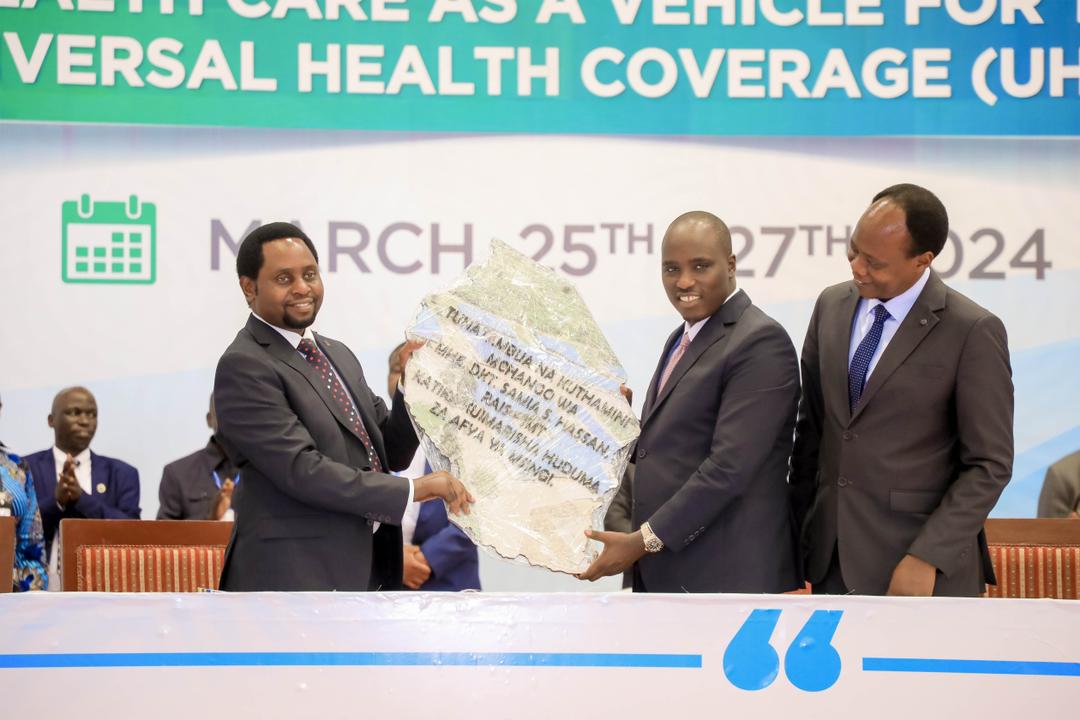 EALTH CARE AS A VEHICLE FOR
VERSAL HEALTH COVERAGE (UH
MARCH, 25TH 27TH 2024
TUNATAMBUA NA KUTHAMINI
MCHANGO WA
MHE. DKT. SAMIA S. HASSAN,
RAIS JMT
KATIKA KUIMARISHA HUDUMA
ZA AFYA YA MSINGI.